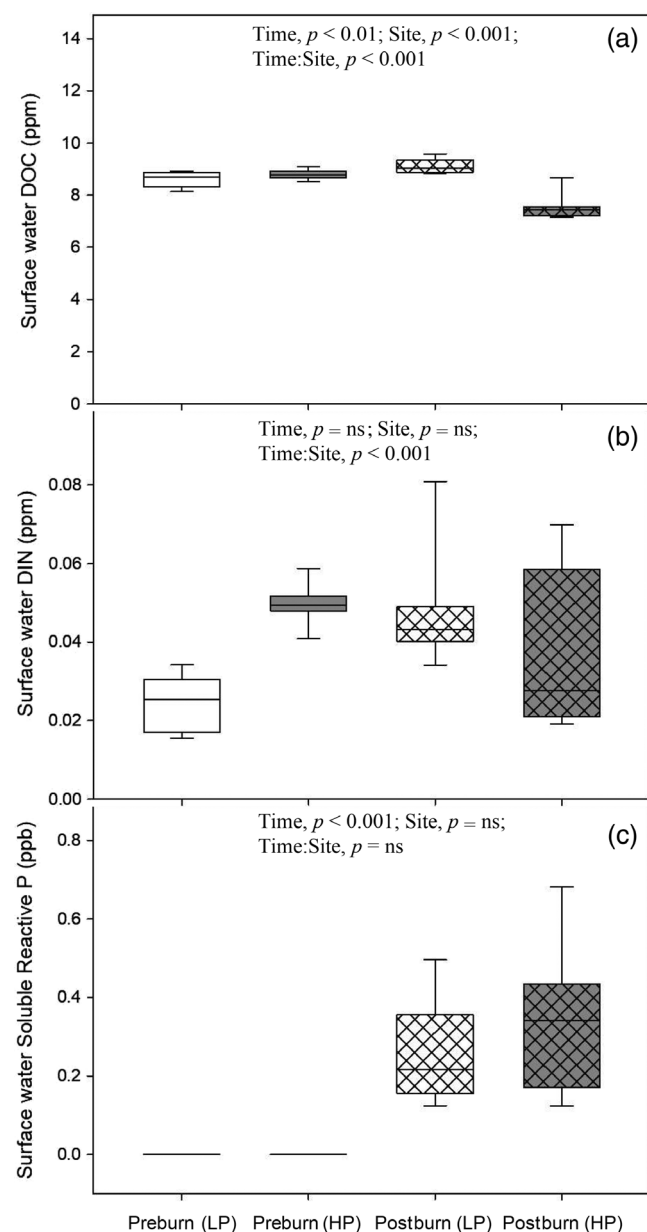 Time, p < 0.01; Site, p < 0.001;
Time:Site, p < 0.001
(a)
Surface water DOC (ppm)
14
12
10
8
6
4
2
0
Time, p = ns; Site, p = ns;
Time:Site, p < 0.001
(b)
Surface water DIN (ppm)
0.08
0.06
0.04
0.02
0.00
Time, p < 0.001; Site, p = ns;
Time:Site, p = ns
(c)
Surface water Soluble Reactive P (ppb)
0.8
0.6
0.4
0.2
0.0
Preburn (LP) Preburn (HP) Postburn (LP) Postburn (HP)